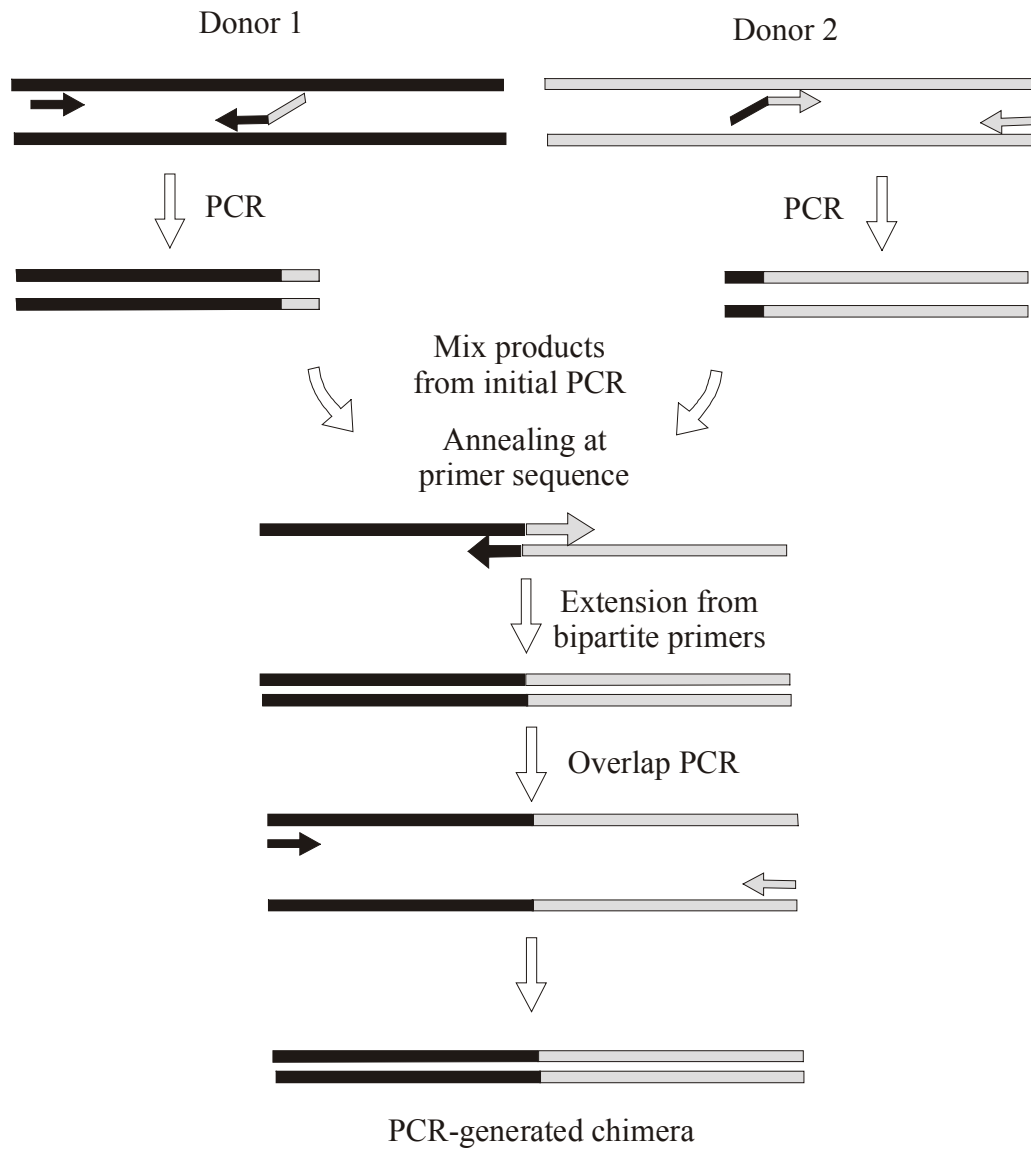 Donor 1
Donor 2
PCR
PCR
Mix products
from initial PCR
Annealing at
primer sequence
Extension from
bipartite primers
Overlap PCR
PCR-generated chimera